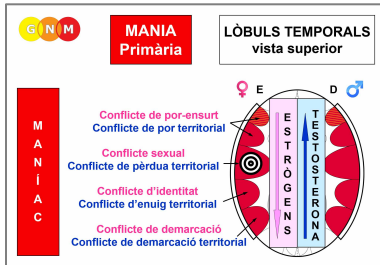 G N M
MANIA
Primària
LÒBULS TEMPORALS
vista superior
♀ E D ♂
MANÍAC
Conflicte de por-ensurt
Conflicte de por territorial
Conflicte sexual
Conflicte de pèrdua territorial
Conflicte d'identitat
Conflicte d'enuig territorial
Conflicte de demarcació
Conflicte de demarcació territorial
ESTRÒGENS
TESTOSTERONA